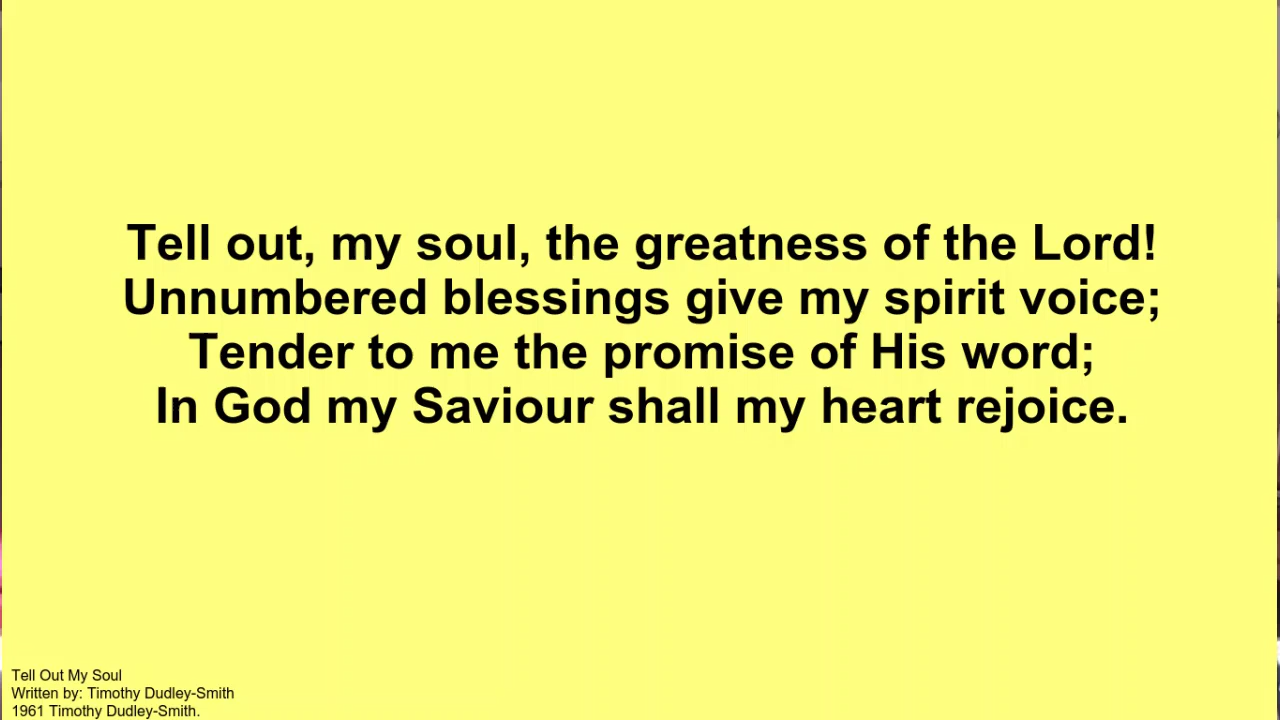 Tell out, my soul, the greatness of the Lord!
Unnumbered blessings give my spirit voice;
Tender to me the promise of His word;
In God my Saviour shall my heart rejoice.
Tell Out My Soul
Written by: Timothy Dudley-Smith
1961 Timothy Dudley-Smith.